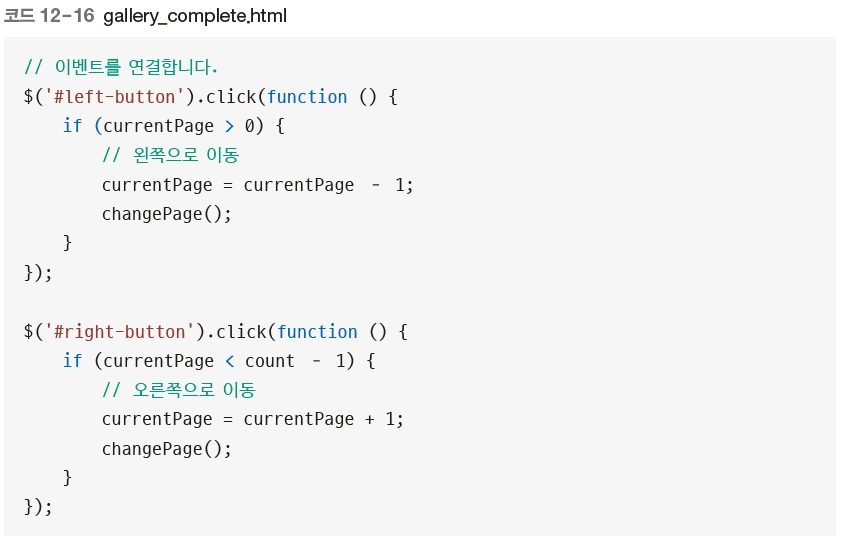 코드 12-16 gallery_complete.html
// 이벤트를 연결합니다.
$('#left-button').click(function () {
    if (currentPage > 0) {
        // 왼쪽으로 이동
        currentPage = currentPage - 1;
        changePage();
    }
});

$('#right-button').click(function () {
    if (currentPage < count - 1) {
        // 오른쪽으로 이동
        currentPage = currentPage + 1;
        changePage();
    }
});